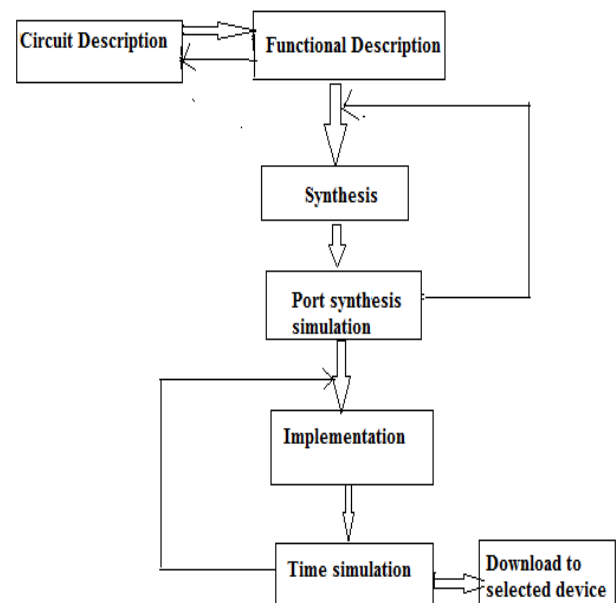 Circuit Description
Functional Description
Synthesis
Port synthesis
simulation
Implementation
Time simulation
Download to
selected device